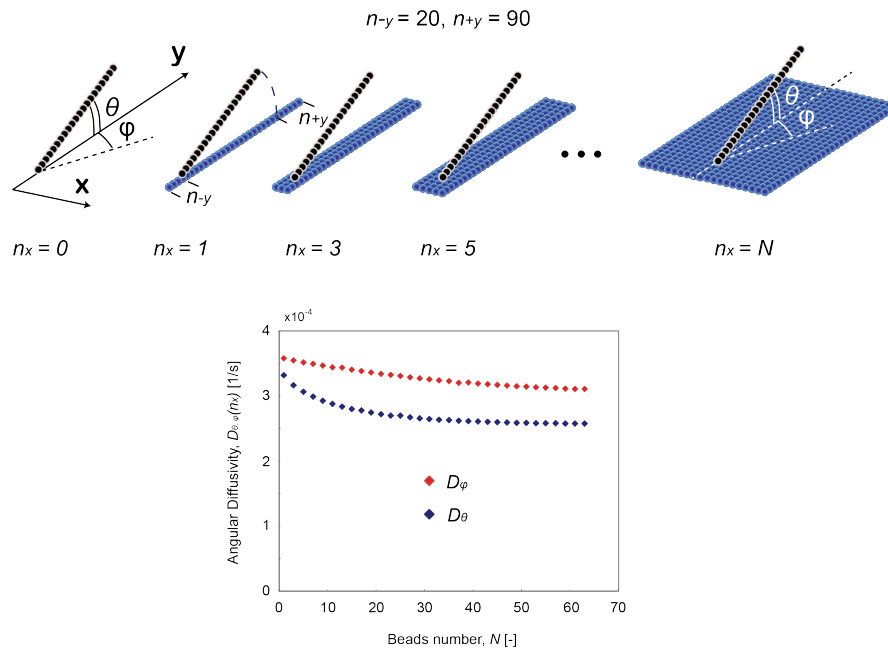 n-y = 20, n+y = 90
y
θ
φ
x
n+y
n-y
θ
φ
nx = 0
nx = 1
nx = 3
nx = 5
nx = N
x10-4
4
3
2
1
0
Angular Diffusivity, Dθ,φ(nx) [1/s]
Dφ
Dθ
0 10 20 30 40 50 60 70
Beads number, N [-]